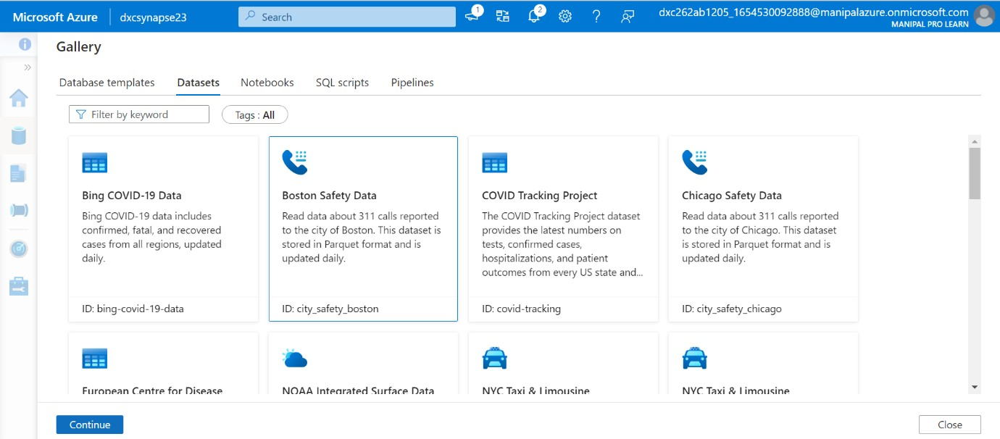 Microsoft Azure dxcsynapse23 Search 1 2 ? dxc262ab1205_1654530092888@manipalazure.onmicrosoft.com
MANIPAL PRO LEARN
Gallery
Database templates Datasets Notebooks SQL scripts Pipelines
Filter by keyword Tags : All
Bing COVID-19 Data
Bing COVID-19 data includes
confirmed, fatal, and recovered
cases from all regions, updated
daily.
ID: bing-covid-19-data
Boston Safety Data
Read data about 311 calls reported
to the city of Boston. This dataset is
stored in Parquet format and is
updated daily.
ID: city_safety_boston
COVID Tracking Project
The COVID Tracking Project dataset
provides the latest numbers on
tests, confirmed cases,
hospitalizations, and patient
outcomes from every US state and...
ID: covid-tracking
Chicago Safety Data
Read data about 311 calls reported
to the city of Chicago. This dataset is
stored in Parquet format and is
updated daily.
ID: city_safety_chicago
European Centre for Disease
NOAA Integrated Surface Data
NYC Taxi & Limousine
NYC Taxi & Limousine
Continue Close